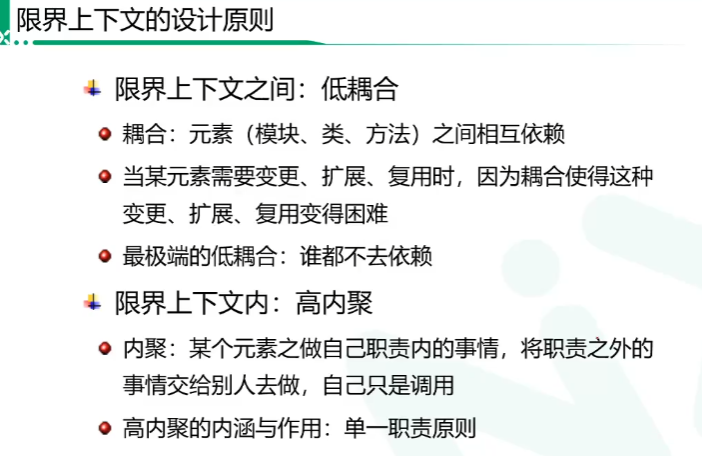 限界上下文的设计原则
限界上下文之间：低耦合
耦合：元素（模块、类、方法）之间相互依赖
当某元素需要变更、扩展、复用时，因为耦合使得这种
变更、扩展、复用变得困难
最极端的低耦合：谁都不去依赖
限界上下文内：高内聚
内聚：某个元素之做自己职责内的事情，将职责之外的
事情交给别人去做，自己只是调用
高内聚的内涵与作用：单一职责原则